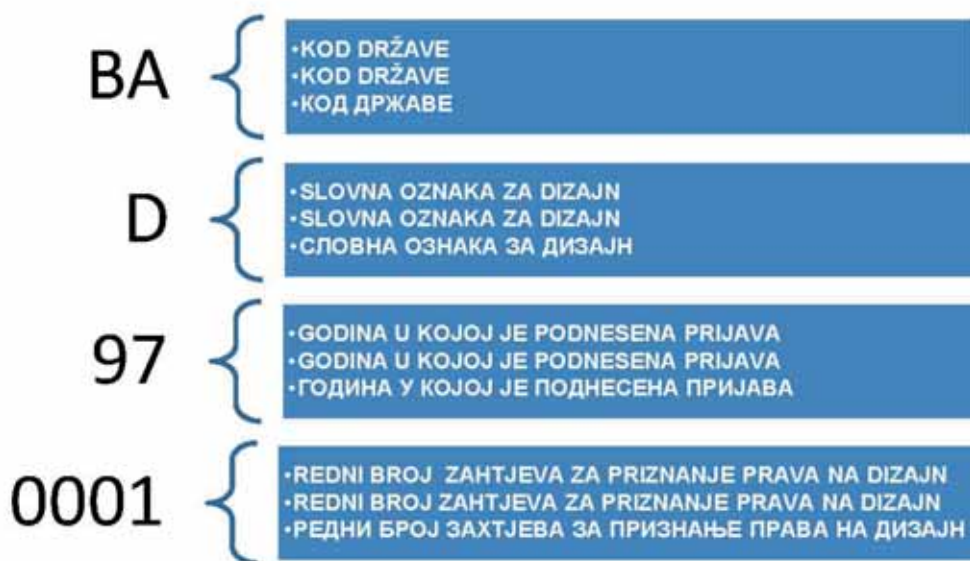 BA
•KOD DRŽAVE
•KOD DRŽAVE
•КОД ДРЖАВЕ
D
•SLOVNA OZNAKA ZA DIZAJN
•SLOVNA OZNAKA ZA DIZAJN
•СЛОВНА ОЗНАКА ЗА ДИЗАЈН
97
•GODINA U KOJOJ JE PODNESENA PRIJAVA
•GODINA U KOJOJ JE PODNESENA PRIJAVA
•ГОДИНА У КОЈОЈ ЈЕ ПОДНЕСЕНА ПРИЈАВА
0001
•REDNI BROJ ZAHTJEVA ZA PRIZNANJE PRAVA NA DIZAJN
•REDNI BROJ ZAHTJEVA ZA PRIZNANJE PRAVA NA DIZAJN
•РЕДНИ БРОЈ ЗАХТЈЕВА ЗА ПРИЗНАЊЕ ПРАВА НА ДИЗАЈН